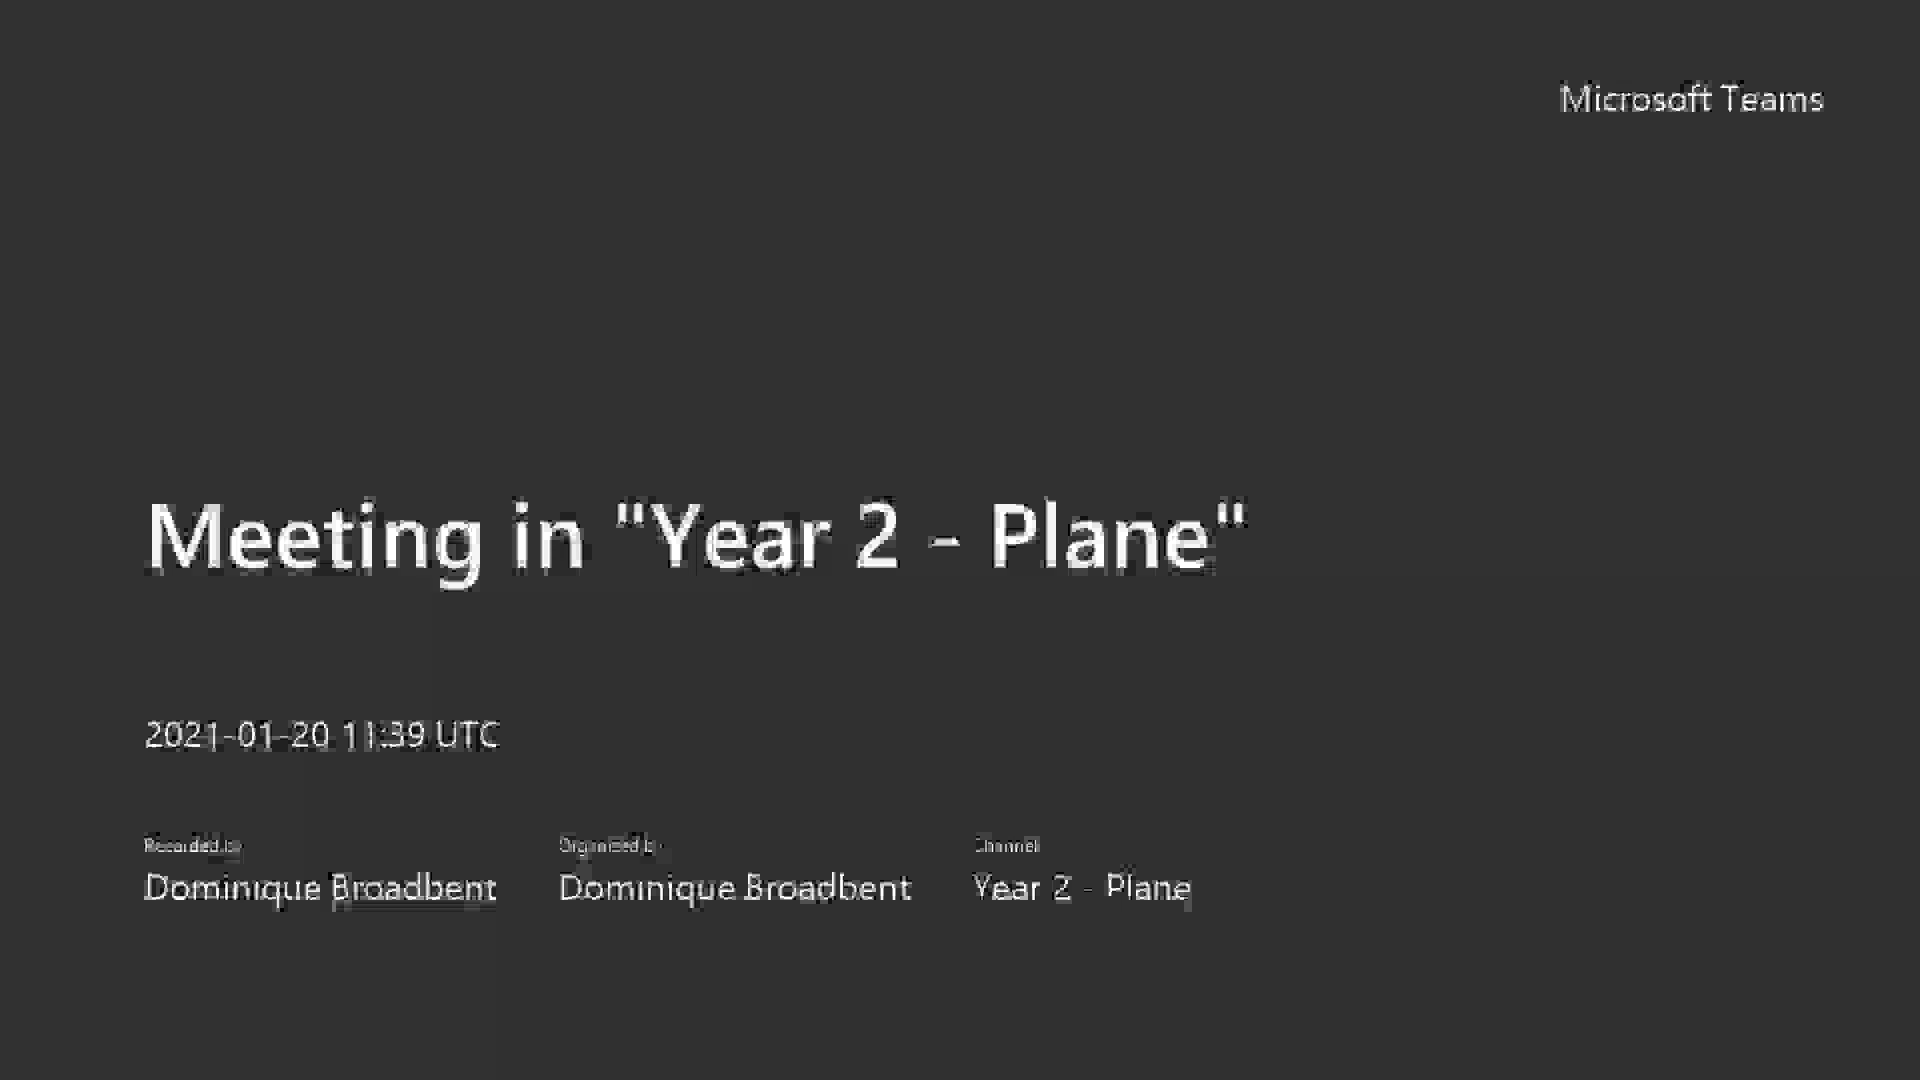 Microsoft Teams
Meeting in "Year 2 - Plane"
2021-01-20 11:39 UTC
Recorded by
Organized by
Channel
Dominique Broadbent
Dominique Broadbent
Year 2 - Plane